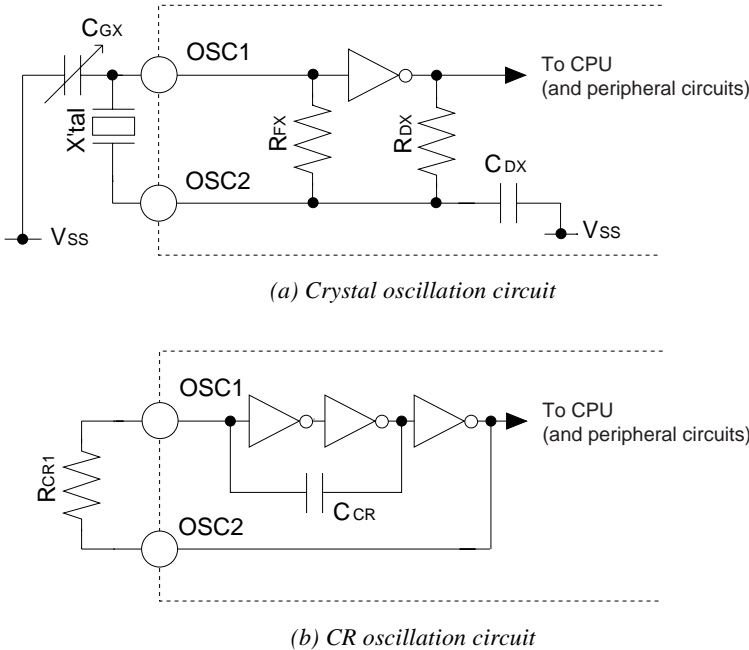 CGX
OSC1
To CPU
(and peripheral circuits)
X'tal
RFX
RDX
CDX
OSC2
VSS
VSS
(a) Crystal oscillation circuit
OSC1
To CPU
(and peripheral circuits)
RCR1
CCR
OSC2
(b) CR oscillation circuit